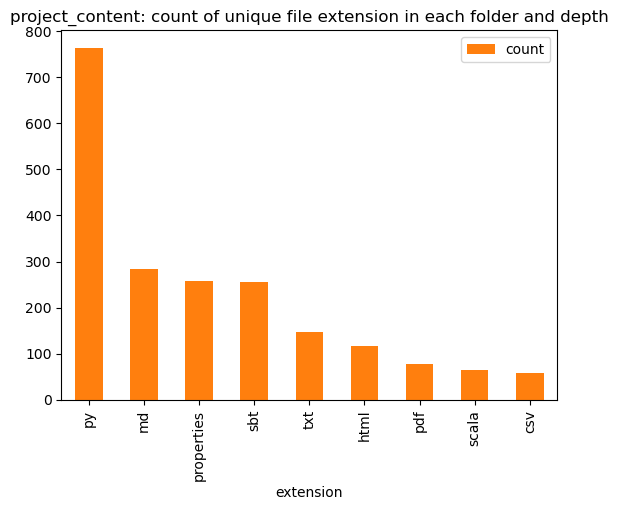 project_content: count of unique file extension in each folder and depth
count
800
700
600
500
400
300
200
100
0
py
md
properties
sbt
txt
html
pdf
scala
csv
extension